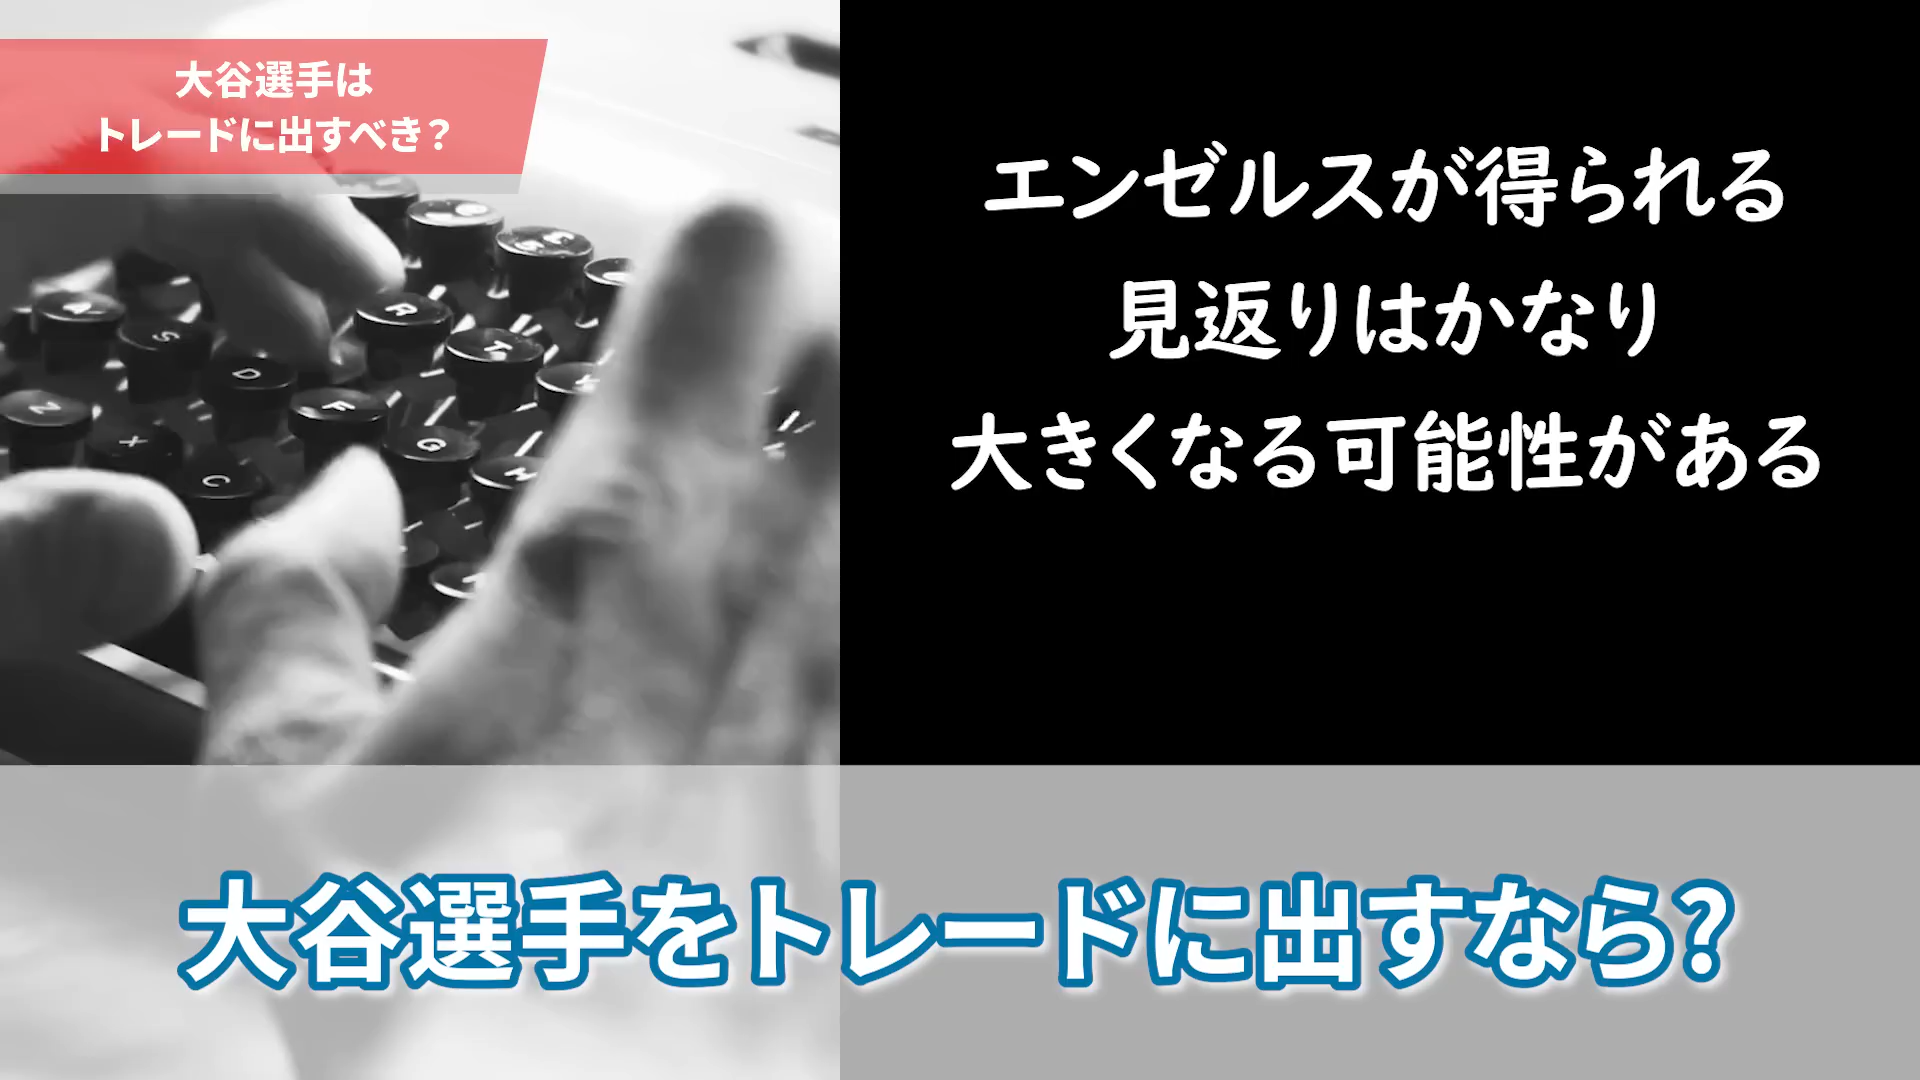 大谷選手は
トレードに出すべき？
エンゼルスが得られる
見返りはかなり
大きくなる可能性がある
A
S
D
F
G
R
T
Z
X
C
大谷選手をトレードに出すなら?